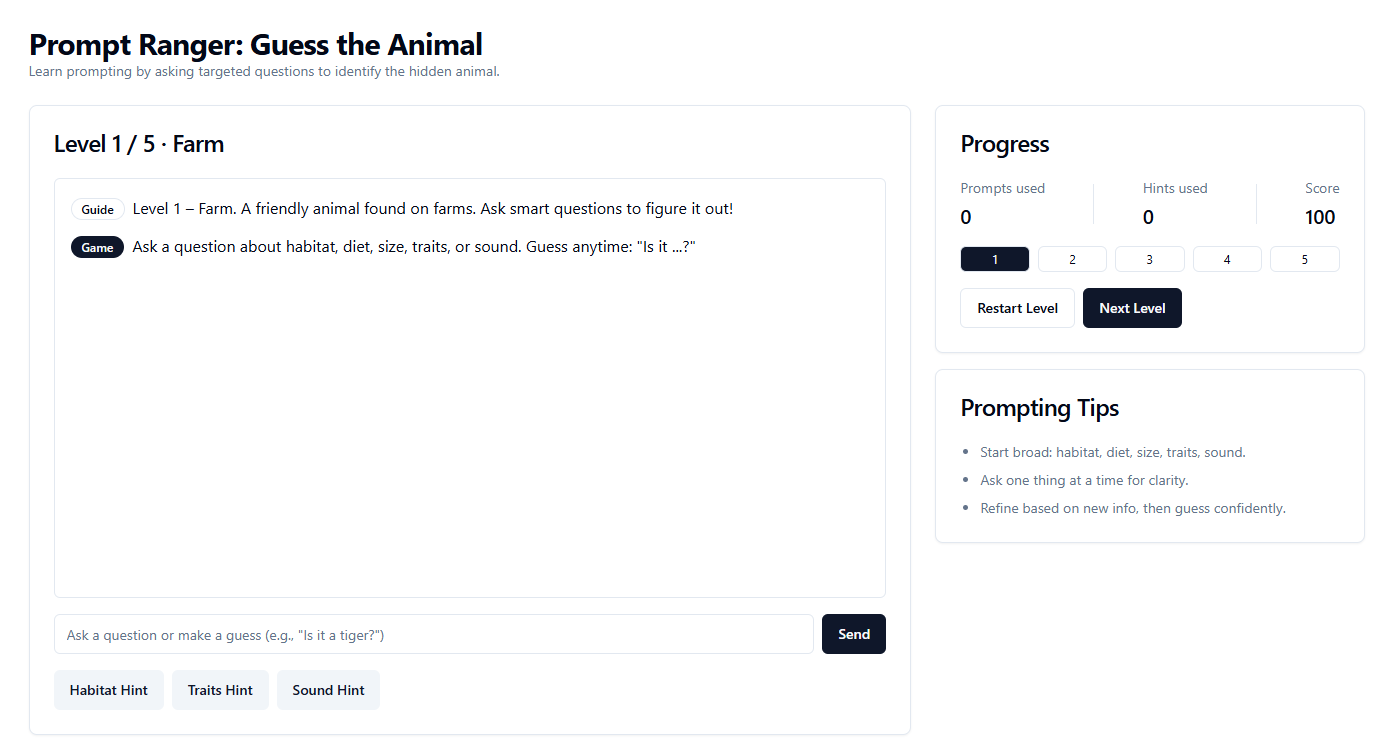 Prompt Ranger: Guess the Animal
Learn prompting by asking targeted questions to identify the hidden animal.
Level 1 / 5 · Farm
Guide Level 1 – Farm. A friendly animal found on farms. Ask smart questions to figure it out!
Game Ask a question about habitat, diet, size, traits, or sound. Guess anytime: "Is it ...?"
Ask a question or make a guess (e.g., "Is it a tiger?")
Send
Habitat Hint Traits Hint Sound Hint
Progress
Prompts used Hints used Score
0 0 100
1 2 3 4 5
Restart Level Next Level
Prompting Tips
• Start broad: habitat, diet, size, traits, sound.
• Ask one thing at a time for clarity.
• Refine based on new info, then guess confidently.